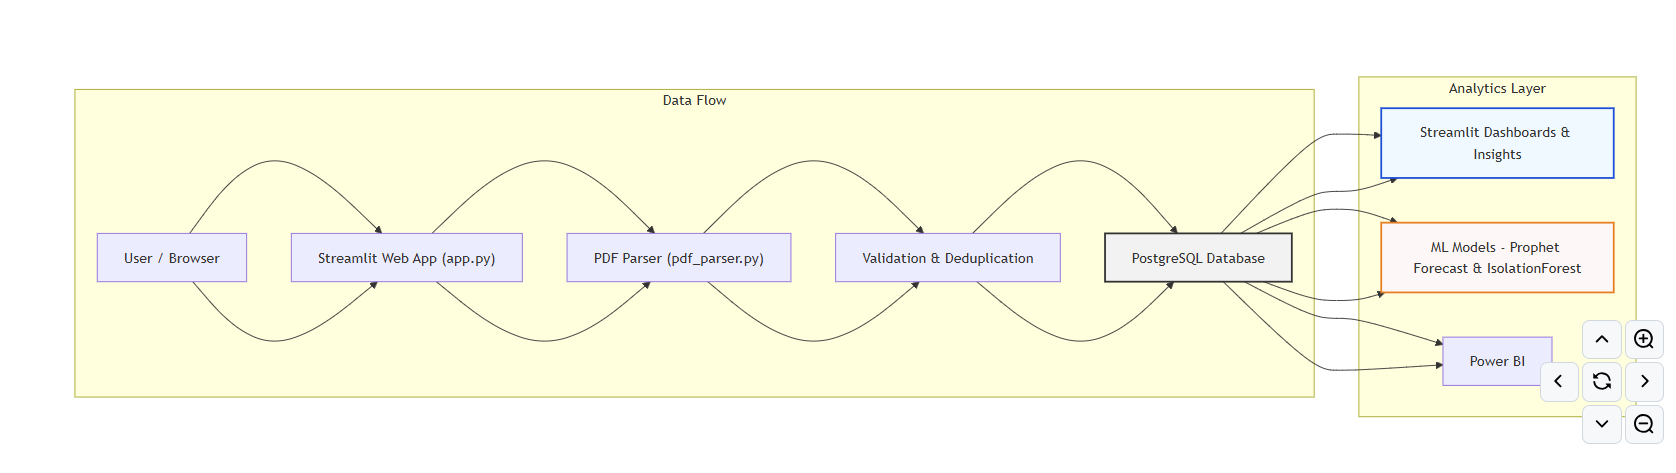 Data Flow
User / Browser
Streamlit Web App (app.py)
PDF Parser (pdf_parser.py)
Validation & Deduplication
PostgreSQL Database
Analytics Layer
Streamlit Dashboards &
Insights
ML Models - Prophet
Forecast & IsolationForest
Power BI